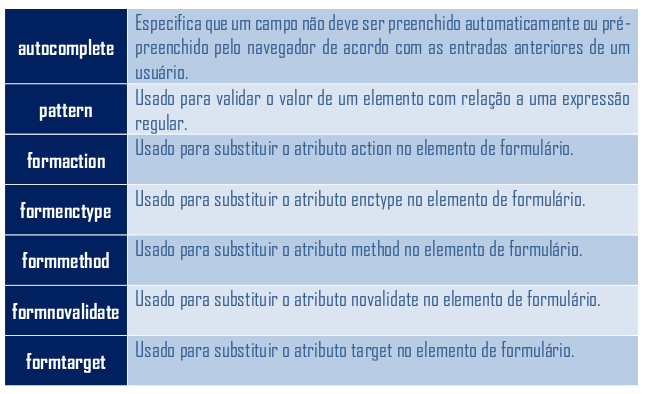 autocomplete
Especifica que um campo não deve ser preenchido automaticamente ou pré-
preenchido pelo navegador de acordo com as entradas anteriores de um
usuário.
pattern
Usado para validar o valor de um elemento com relação a uma expressão
regular.
formaction
Usado para substituir o atributo action no elemento de formulário.
formenctype
Usado para substituir o atributo enctype no elemento de formulário.
formmethod
Usado para substituir o atributo method no elemento de formulário.
formnovalidate
Usado para substituir o atributo novalidate no elemento de formulário.
formtarget
Usado para substituir o atributo target no elemento de formulário.